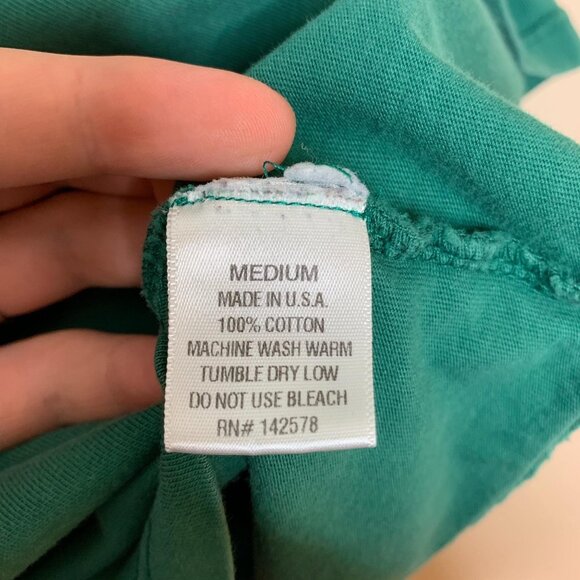 MEDIUM
MADE IN U.S.A.
100% COTTON
MACHINE WASH WARM
TUMBLE DRY LOW
DO NOT USE BLEACH
RN# 142578